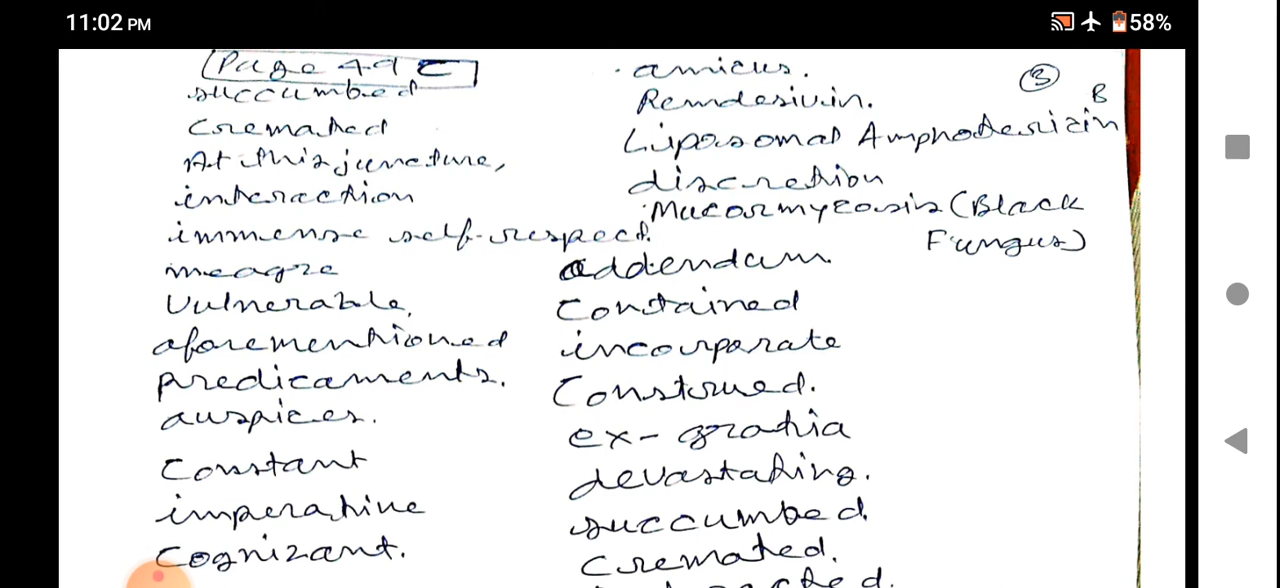 11:02 PM
58%
Page 49
succumbed
Cremated
At this juncture,
interaction
immense self-respect.
meagre
Vulnerable,
aforementioned
predicaments.
auspices.
Constant
imperative
Cognizant.
amicus.
3
Remdesivir.
B
Liposomal Amphotericin
discretion
Mucormycosis (Black
Fungus)
addendum.
Contained
incorporate
Construed.
ex-gratia
devastating.
succumbed.
Cremated.